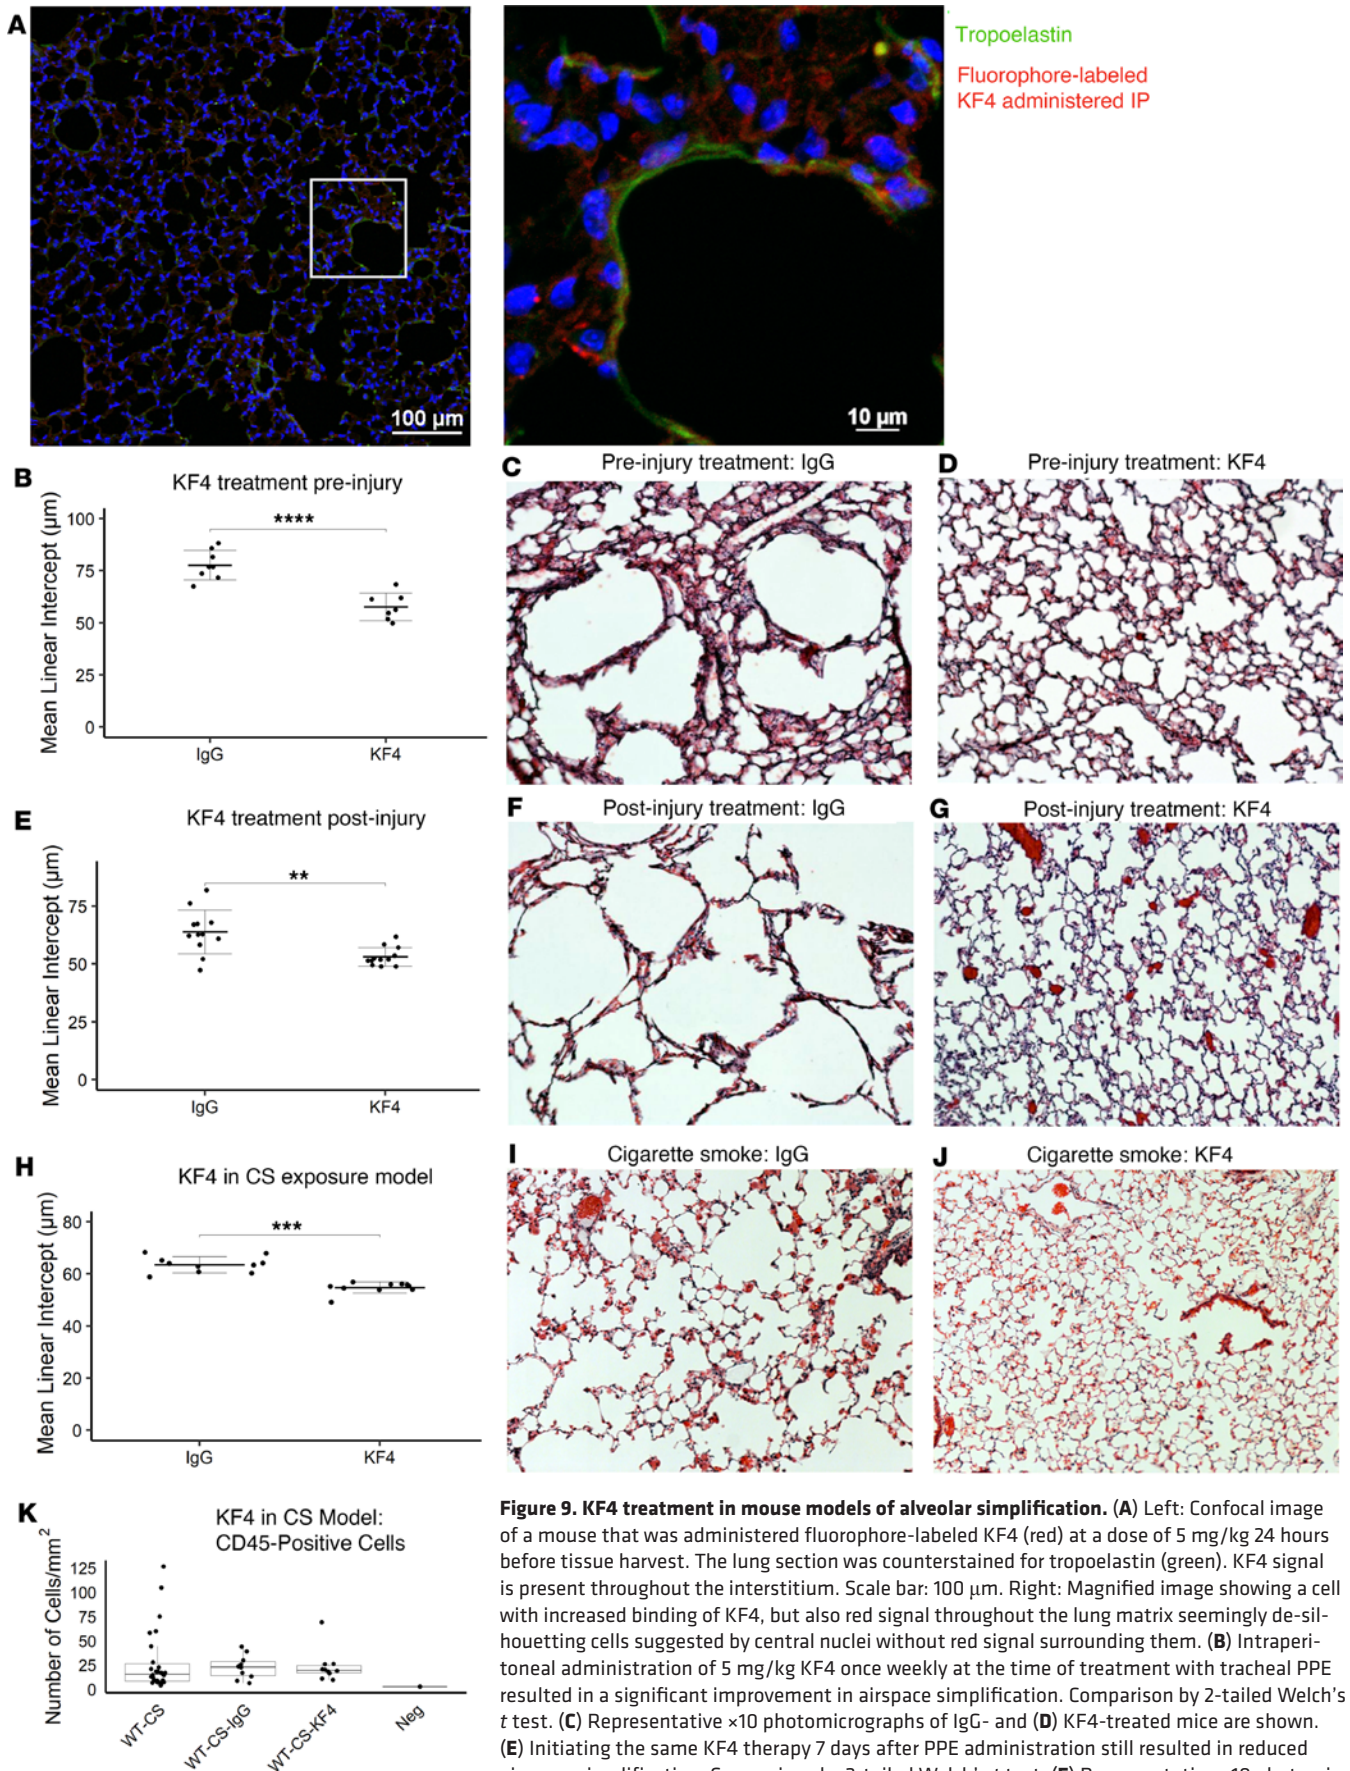 A
Tropoelastin
Fluorophore-labeled
KF4 administered IP
100 µm
10 µm
B
KF4 treatment pre-injury
Mean Linear Intercept (µm)
100
75
50
25
0
****
IgG
KF4
C
Pre-injury treatment: IgG
D
Pre-injury treatment: KF4
E
KF4 treatment post-injury
Mean Linear Intercept (µm)
75
50
25
0
**
IgG
KF4
F
Post-injury treatment: IgG
G
Post-injury treatment: KF4
H
KF4 in CS exposure model
Mean Linear Intercept (µm)
80
60
40
20
0
***
IgG
KF4
I
Cigarette smoke: IgG
J
Cigarette smoke: KF4
K
KF4 in CS Model:
CD45-Positive Cells
Number of Cells/mm2
125
100
75
50
25
0
WT-CS
WT-CS-IgG
WT-CS-KF4
Neg
Figure 9. KF4 treatment in mouse models of alveolar simplification. (A) Left: Confocal image
of a mouse that was administered fluorophore-labeled KF4 (red) at a dose of 5 mg/kg 24 hours
before tissue harvest. The lung section was counterstained for tropoelastin (green). KF4 signal
is present throughout the interstitium. Scale bar: 100 µm. Right: Magnified image showing a cell
with increased binding of KF4, but also red signal throughout the lung matrix seemingly de-sil-
houetting cells suggested by central nuclei without red signal surrounding them. (B) Intraperi-
toneal administration of 5 mg/kg KF4 once weekly at the time of treatment with tracheal PPE
resulted in a significant improvement in airspace simplification. Comparison by 2-tailed Welch's
t test. (C) Representative ×10 photomicrographs of IgG- and (D) KF4-treated mice are shown.
(E) Initiating the same KF4 therapy 7 days after PPE administration still resulted in reduced